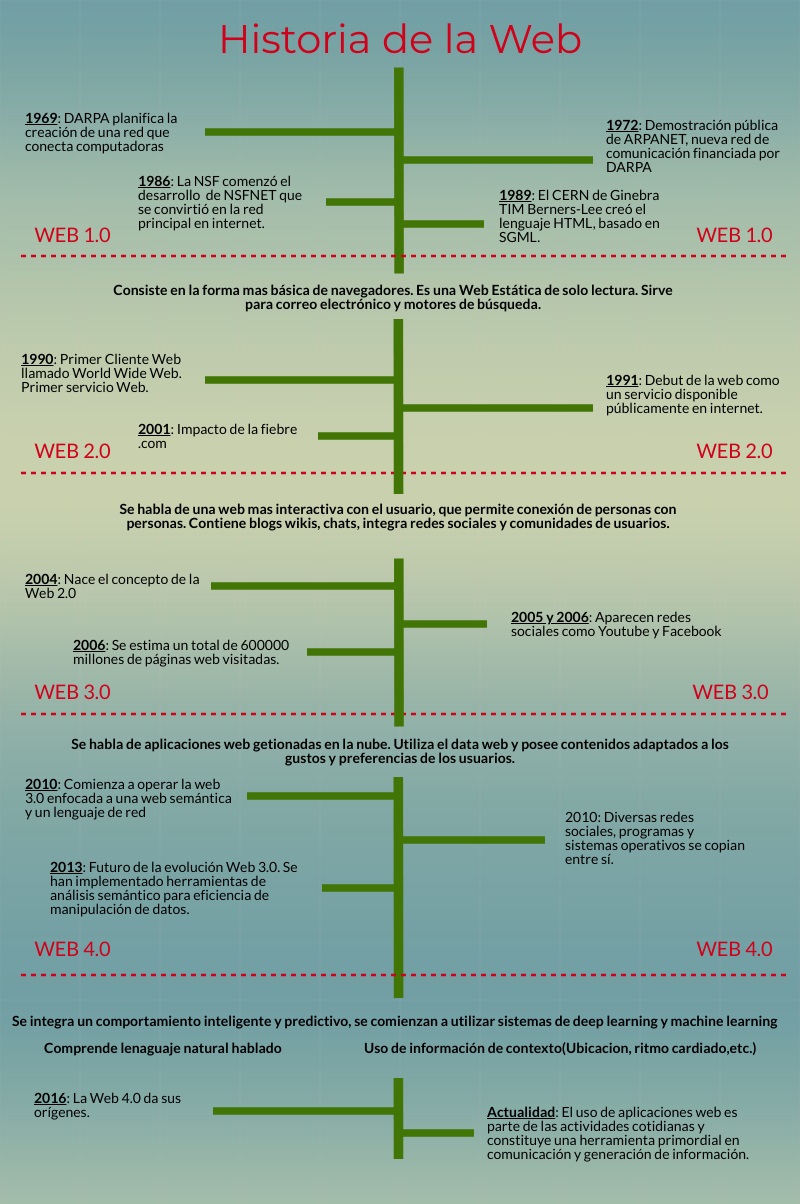 Historia de la Web
1969: DARPA planifica la
creación de una red que
conecta computadoras
1972: Demostración pública
de ARPANET, nueva red de
comunicación financiada por
DARPA
1986: La NSF comenzó el
desarrollo de NSFNET que
se convirtió en la red
principal en internet.
1989: El CERN de Ginebra
TIM Berners-Lee creó el
lenguaje HTML, basado en
SGML.
WEB 1.0
WEB 1.0
Consiste en la forma mas básica de navegadores. Es una Web Estática de solo lectura. Sirve
para correo electrónico y motores de búsqueda.
1990: Primer Cliente Web
llamado World Wide Web.
Primer servicio Web.
1991: Debut de la web como
un servicio disponible
públicamente en internet.
2001: Impacto de la fiebre
.com
WEB 2.0
WEB 2.0
Se habla de una web mas interactiva con el usuario, que permite conexión de personas con
personas. Contiene blogs wikis, chats, integra redes sociales y comunidades de usuarios.
2004: Nace el concepto de la
Web 2.0
2005 y 2006: Aparecen redes
sociales como Youtube y Facebook
2006: Se estima un total de 600000
millones de páginas web visitadas.
WEB 3.0
WEB 3.0
Se habla de aplicaciones web getionadas en la nube. Utiliza el data web y posee contenidos adaptados a los
gustos y preferencias de los usuarios.
2010: Comienza a operar la web
3.0 enfocada a una web semántica
y un lenguaje de red
2010: Diversas redes
sociales, programas y
sistemas operativos se copian
entre sí.
2013: Futuro de la evolución Web 3.0. Se
han implementado herramientas de
análisis semántico para eficiencia de
manipulación de datos.
WEB 4.0
WEB 4.0
Se integra un comportamiento inteligente y predictivo, se comienzan a utilizar sistemas de deep learning y machine learning
Comprende lenaguaje natural hablado
Uso de información de contexto(Ubicacion, ritmo cardiado,etc.)
2016: La Web 4.0 da sus
orígenes.
Actualidad: El uso de aplicaciones web es
parte de las actividades cotidianas y
constituye una herramienta primordial en
comunicación y generación de información.